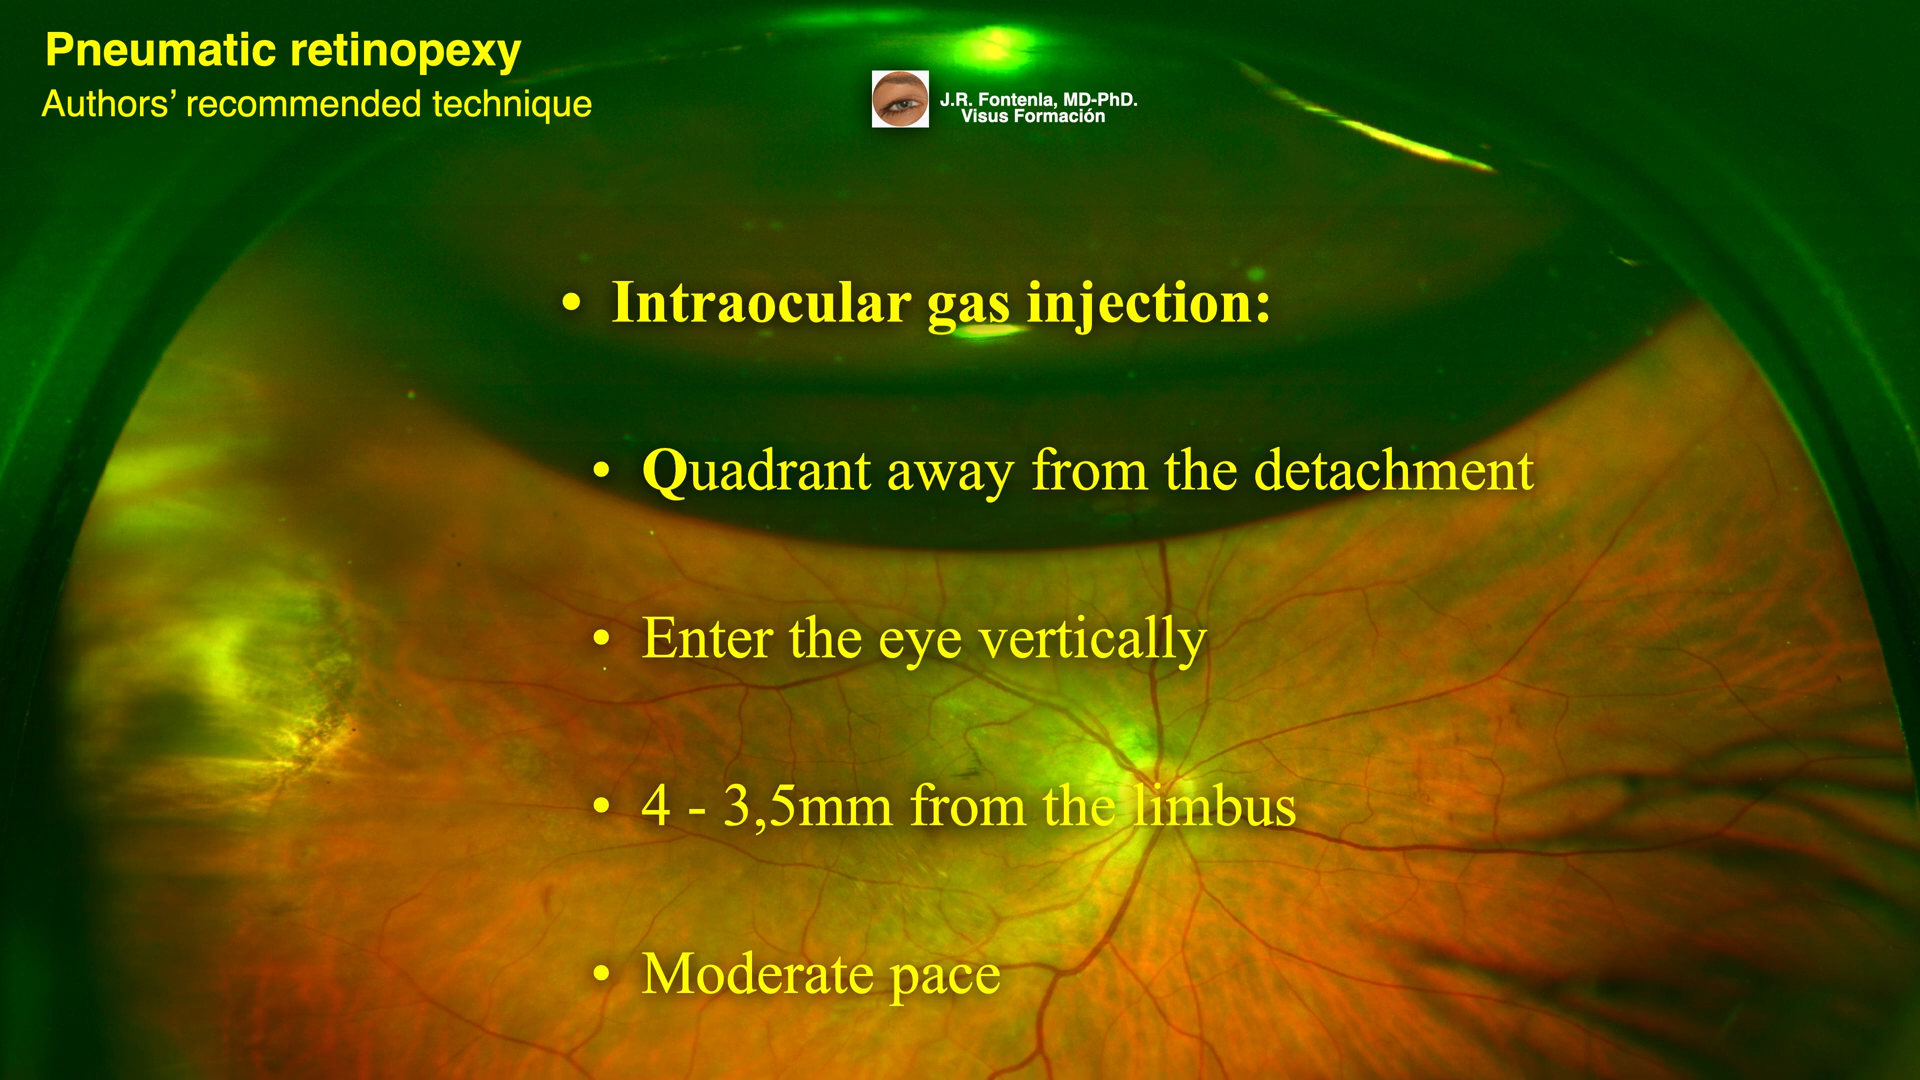 Pneumatic retinopexy
Authors’ recommended technique
J.R. Fontenla, MD-PhD.
Visus Formación
• Intraocular gas injection:
• Quadrant away from the detachment
• Enter the eye vertically
• 4 - 3,5mm from the limbus
• Moderate pace